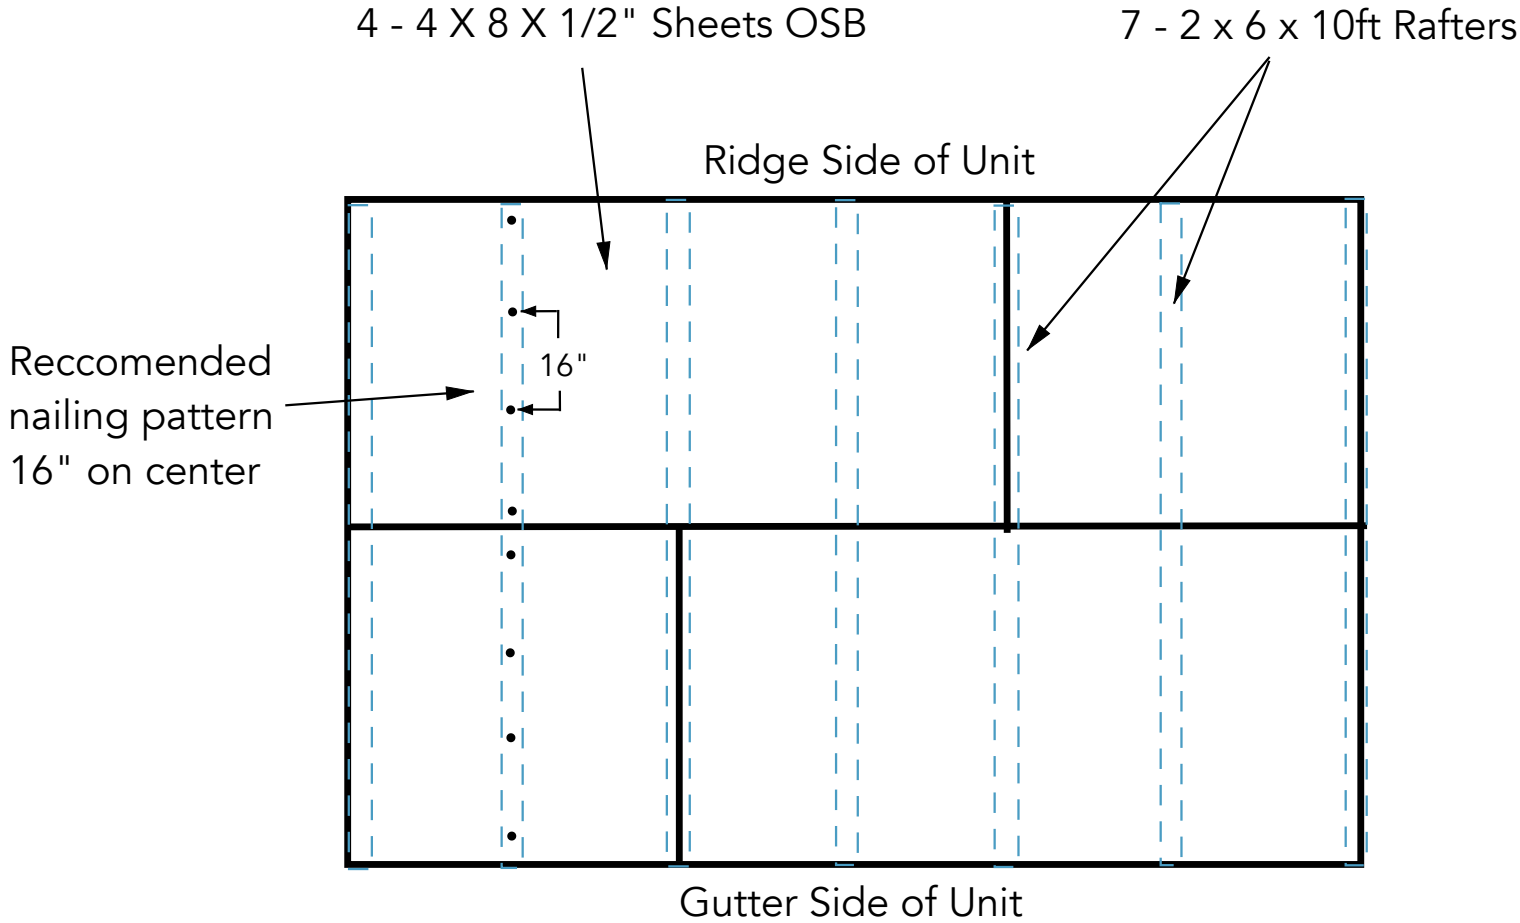 4 - 4 X 8 X 1/2" Sheets OSB
7 - 2 x 6 x 10ft Rafters
Ridge Side of Unit
16"
Reccomended
nailing pattern
16" on center
Gutter Side of Unit